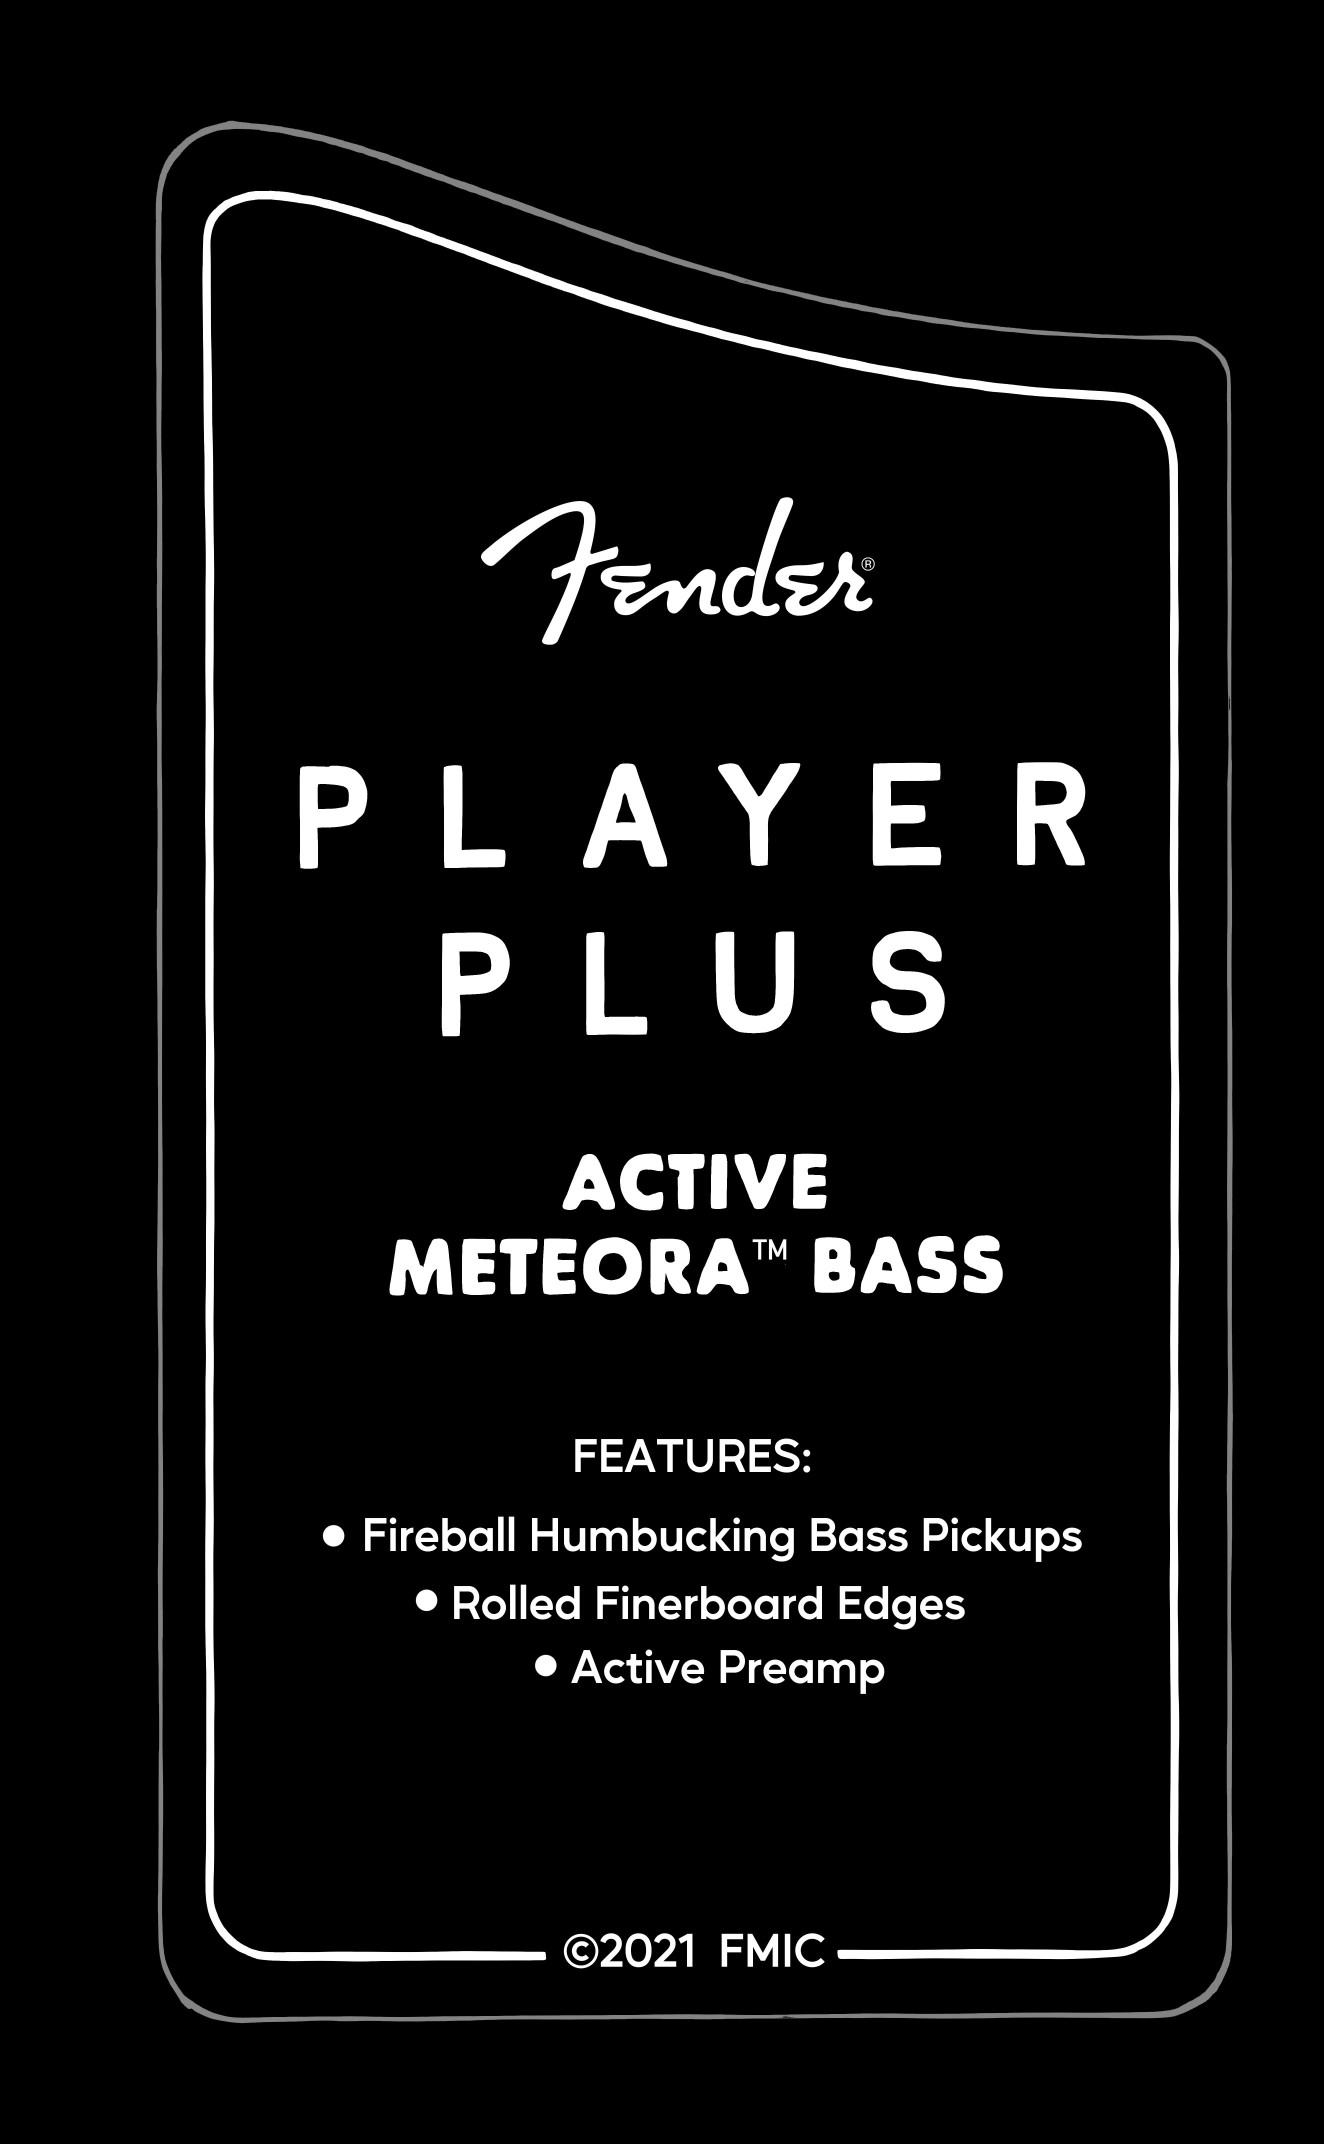 Fender®
PLAYER
PLUS
ACTIVE
METEORA™ BASS
FEATURES:
• Fireball Humbucking Bass Pickups
• Rolled Finerboard Edges
• Active Preamp
©2021 FMIC